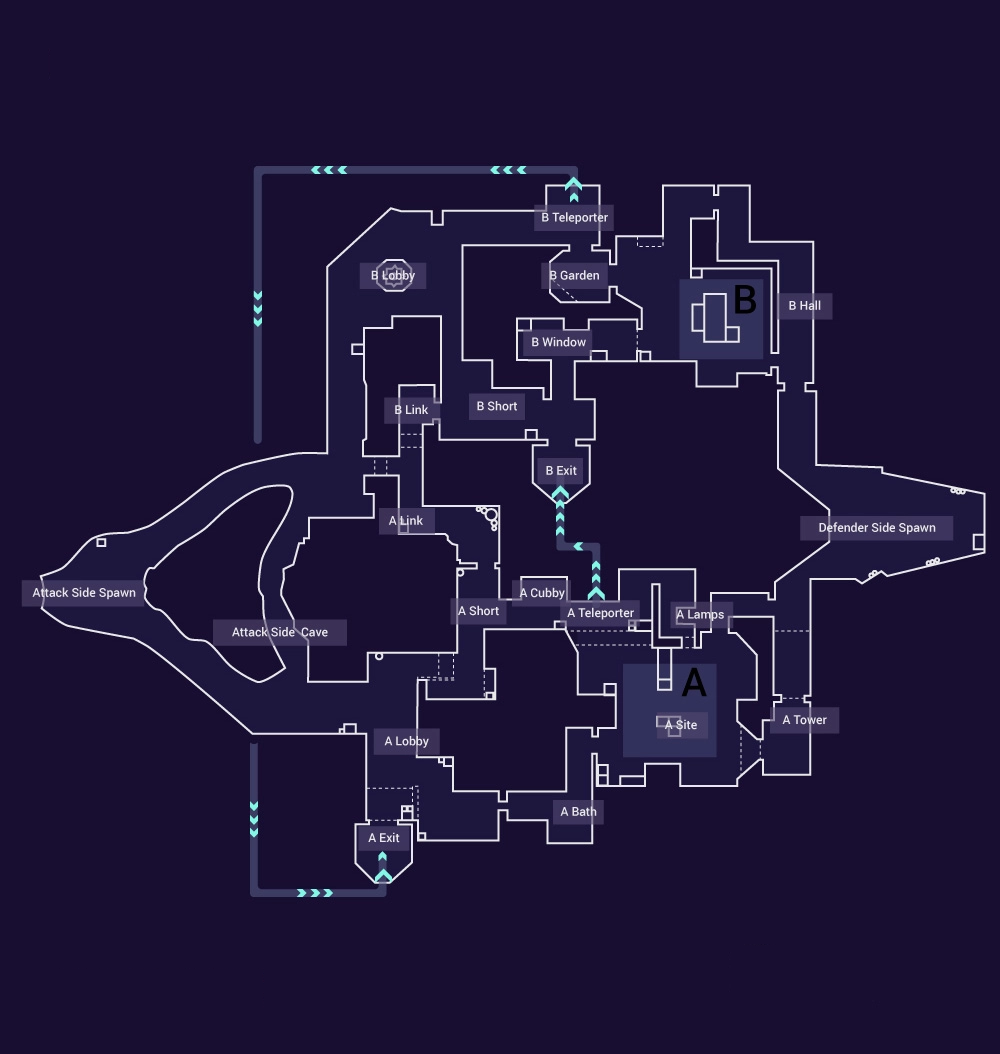 B Teleporter
B Lobby
B Garden
B
B Hall
B Window
B Link
B Short
B Exit
A Link
Defender Side Spawn
Attack Side Spawn
A Cubby
A Short
A Teleporter
A Lamps
Attack Side Cave
A
A Tower
A Site
A Lobby
A Bath
A Exit